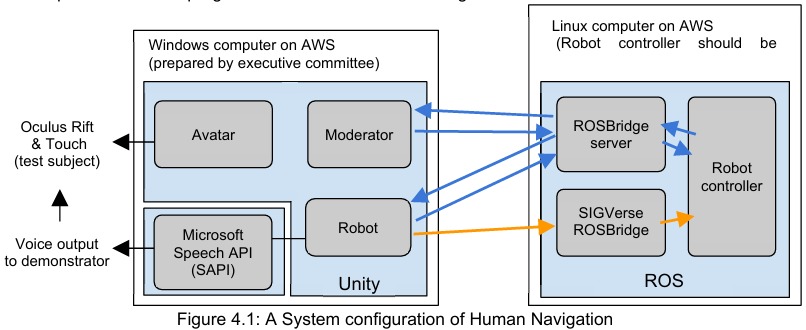 Windows computer on AWS
(prepared by executive committee)
Linux computer on AWS
(Robot controller should be
Oculus Rift
& Touch
(test subject)
Avatar
Moderator
ROSBridge
server
Robot
controller
Voice output
to demonstrator
Microsoft
Speech API
(SAPI)
Robot
SIGVerse
ROSBridge
Unity
ROS
Figure 4.1: A System configuration of Human Navigation